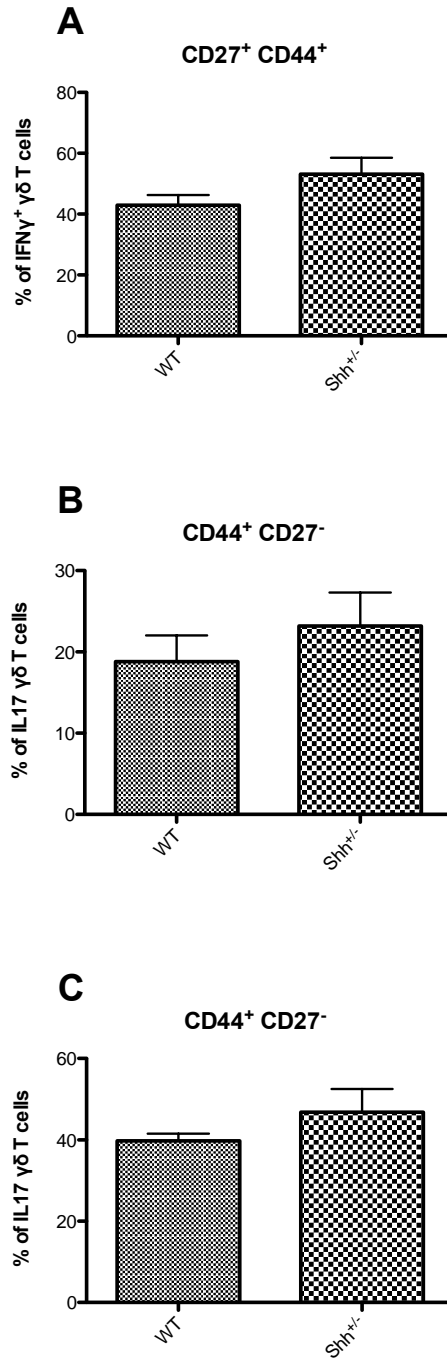 A
CD27⁺ CD44⁺
% of IFNγ⁺ γδ T cells
80
60
40
20
0
WT
Shh⁺/⁻
B
CD44⁺ CD27⁻
% of IL17 γδ T cells
30
20
10
0
WT
Shh⁺/⁻
C
CD44⁺ CD27⁻
% of IL17 γδ T cells
60
40
20
0
WT
Shh⁺/⁻